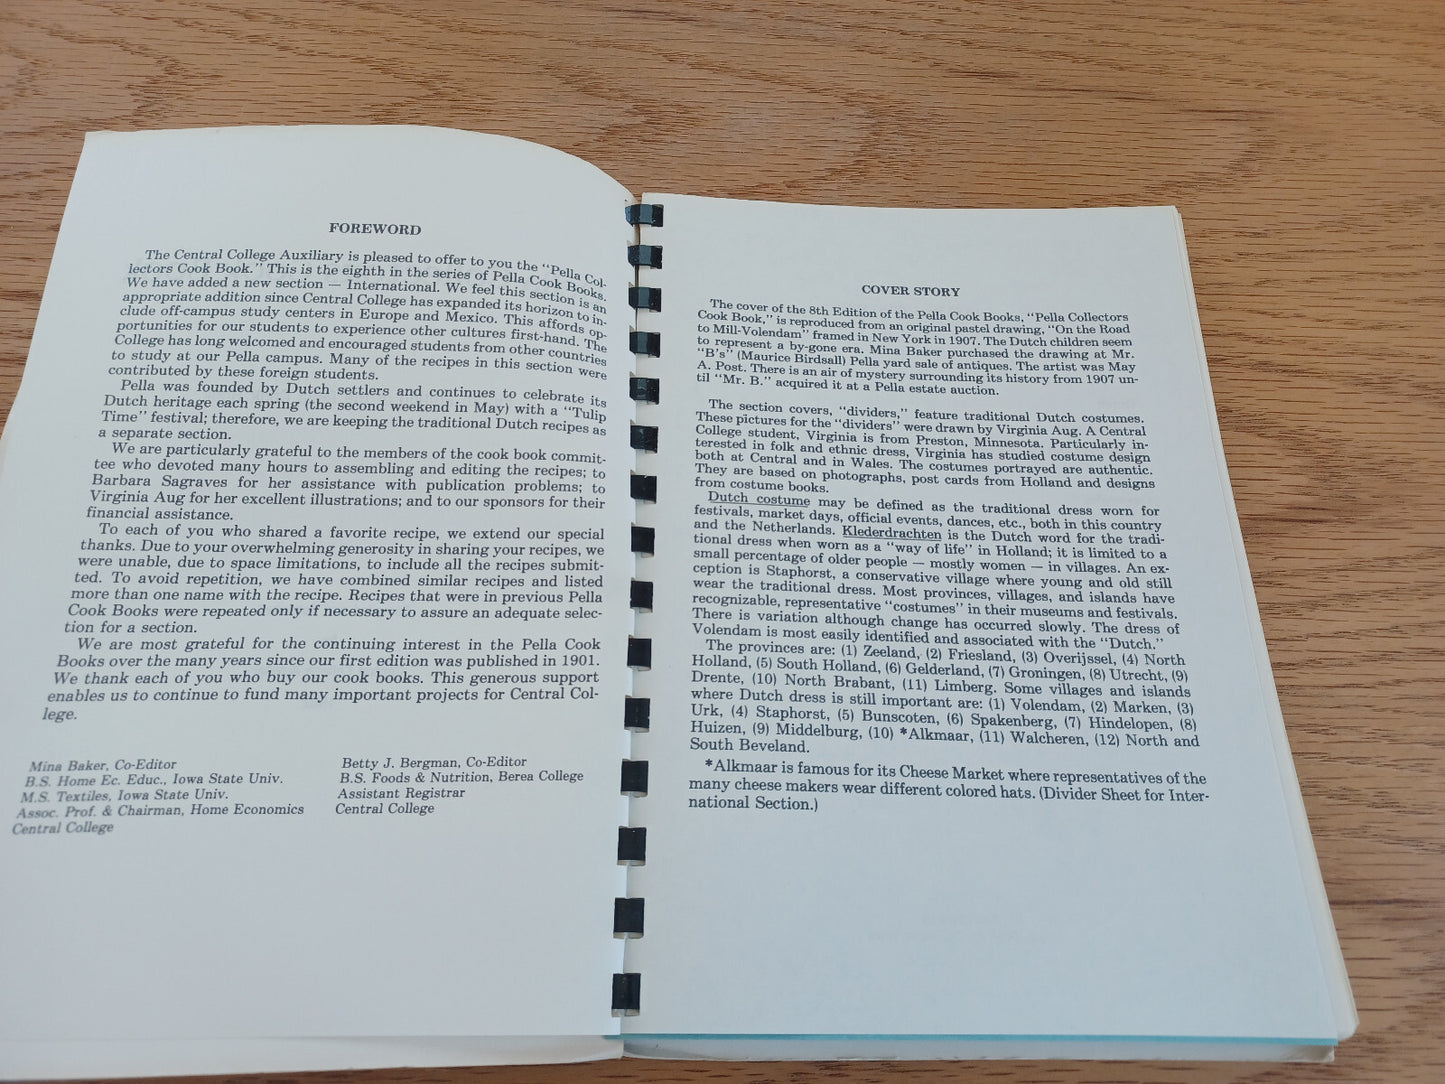 FOREWORD
The Central College Auxiliary is pleased to offer to you the "Pella Col-
lectors Cook Book." This is the eighth in the series of Pella Cook Books.
We have added a new section — International. We feel this section is an
appropriate addition since Central College has expanded its horizon to in-
clude off-campus study centers in Europe and Mexico. This affords op-
portunities for our students to experience other cultures first-hand. The
College has long welcomed and encouraged students from other countries
to study at our Pella campus. Many of the recipes in this section were
contributed by these foreign students.
Pella was founded by Dutch settlers and continues to celebrate its
Dutch heritage each spring (the second weekend in May) with a "Tulip
Time" festival; therefore, we are keeping the traditional Dutch recipes as
a separate section.
We are particularly grateful to the members of the cook book commit-
tee who devoted many hours to assembling and editing the recipes; to
Barbara Sagraves for her assistance with publication problems; to
Virginia Aug for her excellent illustrations; and to our sponsors for their
financial assistance.
To each of you who shared a favorite recipe, we extend our special
thanks. Due to your overwhelming generosity in sharing your recipes, we
were unable, due to space limitations, to include all the recipes submit-
ted. To avoid repetition, we have combined similar recipes and listed
more than one name with the recipe. Recipes that were in previous Pella
Cook Books were repeated only if necessary to assure an adequate selec-
tion for a section.
We are most grateful for the continuing interest in the Pella Cook
Books over the many years since our first edition was published in 1901.
We thank each of you who buy our cook books. This generous support
enables us to continue to fund many important projects for Central Col-
lege.
Mina Baker, Co-Editor
B.S. Home Ec. Educ., Iowa State Univ.
M.S. Textiles, Iowa State Univ.
Assoc. Prof. & Chairman, Home Economics
Central College
Betty J. Bergman, Co-Editor
B.S. Foods & Nutrition, Berea College
Assistant Registrar
Central College
COVER STORY
The cover of the 8th Edition of the Pella Cook Books, "Pella Collectors
Cook Book," is reproduced from an original pastel drawing, "On the Road
to Mill-Volendam" framed in New York in 1907. The Dutch children seem
to represent a by-gone era. Mina Baker purchased the drawing at Mr.
"B's" (Maurice Birdsall) Pella yard sale of antiques. The artist was May
A. Post. There is an air of mystery surrounding its history from 1907 un-
til "Mr. B." acquired it at a Pella estate auction.
The section covers, "dividers," feature traditional Dutch costumes.
These pictures for the "dividers" were drawn by Virginia Aug. A Central
College student, Virginia is from Preston, Minnesota. Particularly in-
terested in folk and ethnic dress, Virginia has studied costume design
both at Central and in Wales. The costumes portrayed are authentic.
They are based on photographs, post cards from Holland and designs
from costume books.
Dutch costume may be defined as the traditional dress worn for
festivals, market days, official events, dances, etc., both in this country
and the Netherlands. Klederdrachten is the Dutch word for the tradi-
tional dress when worn as a "way of life" in Holland; it is limited to a
small percentage of older people — mostly women — in villages. An ex-
ception is Staphorst, a conservative village where young and old still
wear the traditional dress. Most provinces, villages, and islands have
recognizable, representative "costumes" in their museums and festivals.
There is variation although change has occurred slowly. The dress of
Volendam is most easily identified and associated with the "Dutch."
The provinces are: (1) Zeeland, (2) Friesland, (3) Overijssel, (4) North
Holland, (5) South Holland, (6) Gelderland, (7) Groningen, (8) Utrecht, (9)
Drente, (10) North Brabant, (11) Limberg. Some villages and islands
where Dutch dress is still important are: (1) Volendam, (2) Marken, (3)
Urk, (4) Staphorst, (5) Bunscoten, (6) Spakenberg, (7) Hindelopen, (8)
Huizen, (9) Middelburg, (10) *Alkmaar, (11) Walcheren, (12) North and
South Beveland.
*Alkmaar is famous for its Cheese Market where representatives of the
many cheese makers wear different colored hats. (Divider Sheet for Inter-
national Section.)